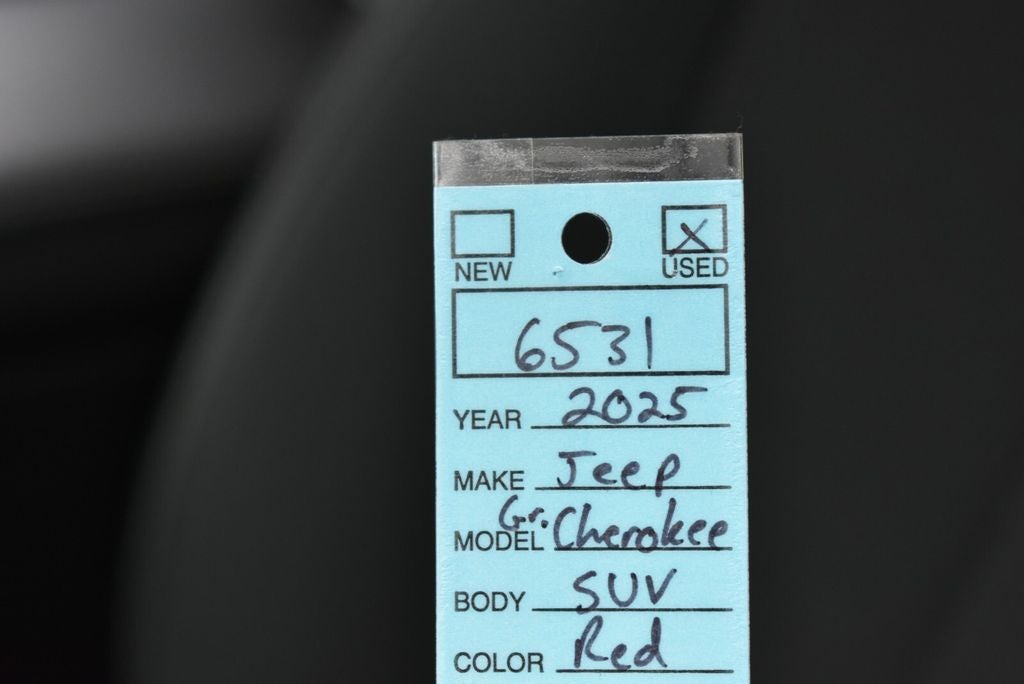 X
NEW USED
6531
YEAR 2025
MAKE Jeep
MODEL Gr. Cherokee
BODY SUV
COLOR Red